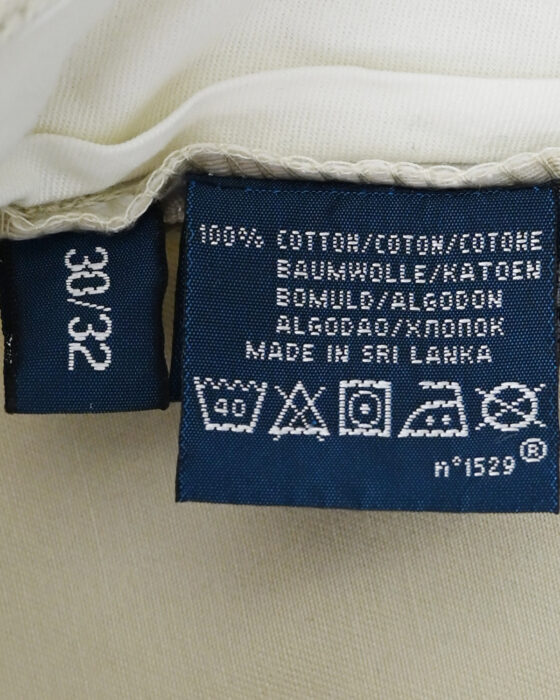 30/32
100% COTTON/COTON/COTONE
BAUMWOLLE/KATOEN
BOMULD/ALGODON
ALGODAO/ХЛОПОК
MADE IN SRI LANKA
40
n°1529®